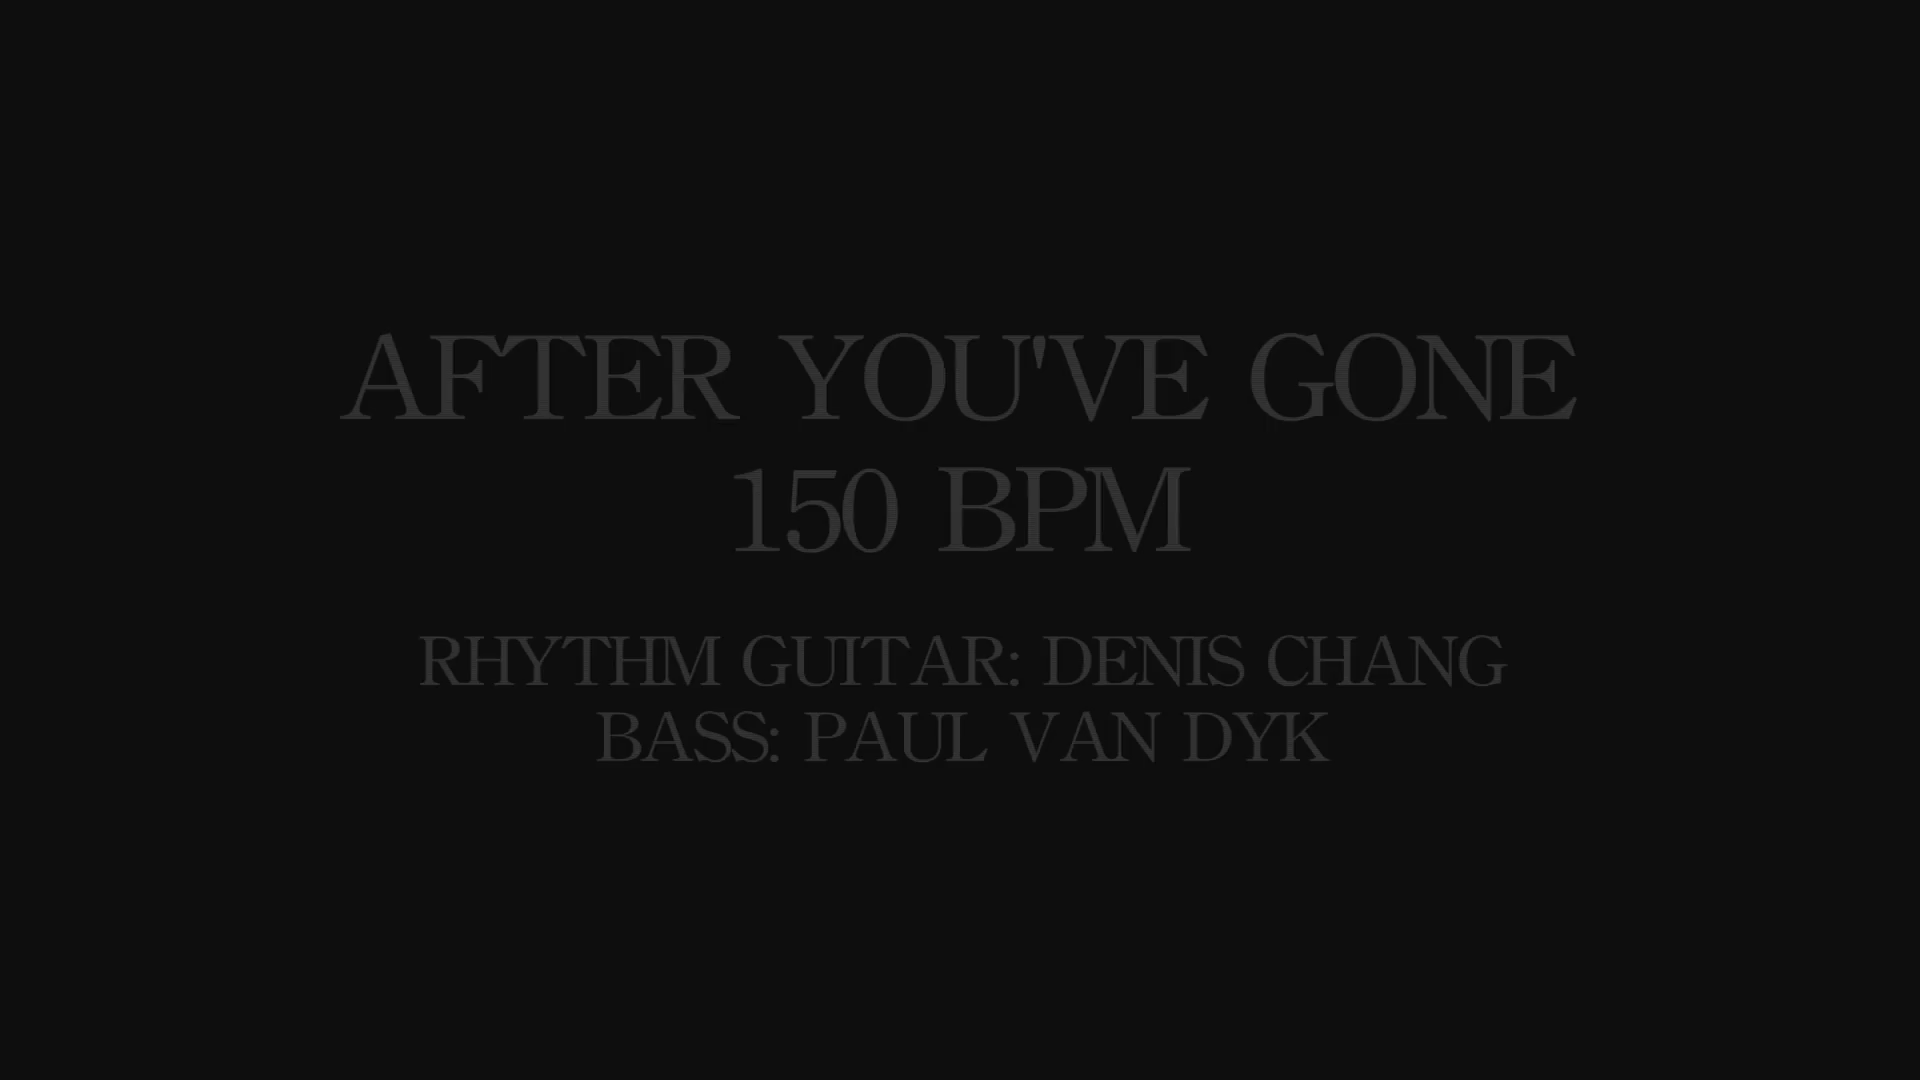 AFTER YOU'VE GONE
150 BPM
RHYTHM GUITAR: DENIS CHANG
BASS: PAUL VAN DYK